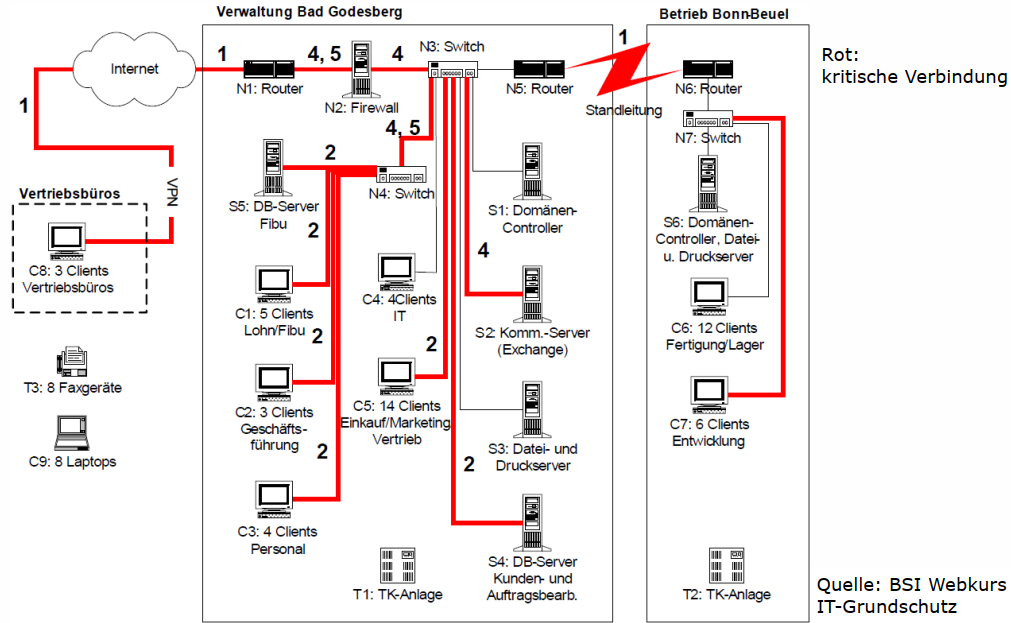 Verwaltung Bad Godesberg
Betrieb Bonn-Beuel
Internet
1
4, 5
4
N3: Switch
1
N1: Router
N2: Firewall
N5: Router
Standleitung
N6: Router
Rot:
kritische Verbindung
1
4, 5
N7: Switch
2
N4: Switch
VPN
Vertriebsbüros
S5: DB-Server
Fibu
2
S1: Domänen-
Controller
S6: Domänen-
Controller, Datei-
u. Druckserver
4
C8: 3 Clients
Vertriebsbüros
C1: 5 Clients
Lohn/Fibu
C4: 4Clients
IT
2
2
S2: Komm.-Server
(Exchange)
C6: 12 Clients
Fertigung/Lager
T3: 8 Faxgeräte
C2: 3 Clients
Geschäfts-
führung
C5: 14 Clients
Einkauf/Marketing
Vertrieb
C7: 6 Clients
Entwicklung
2
2
S3: Datei- und
Druckserver
C9: 8 Laptops
C3: 4 Clients
Personal
S4: DB-Server
Kunden- und
Auftragsbearb.
T1: TK-Anlage
T2: TK-Anlage
Quelle: BSI Webkurs
IT-Grundschutz